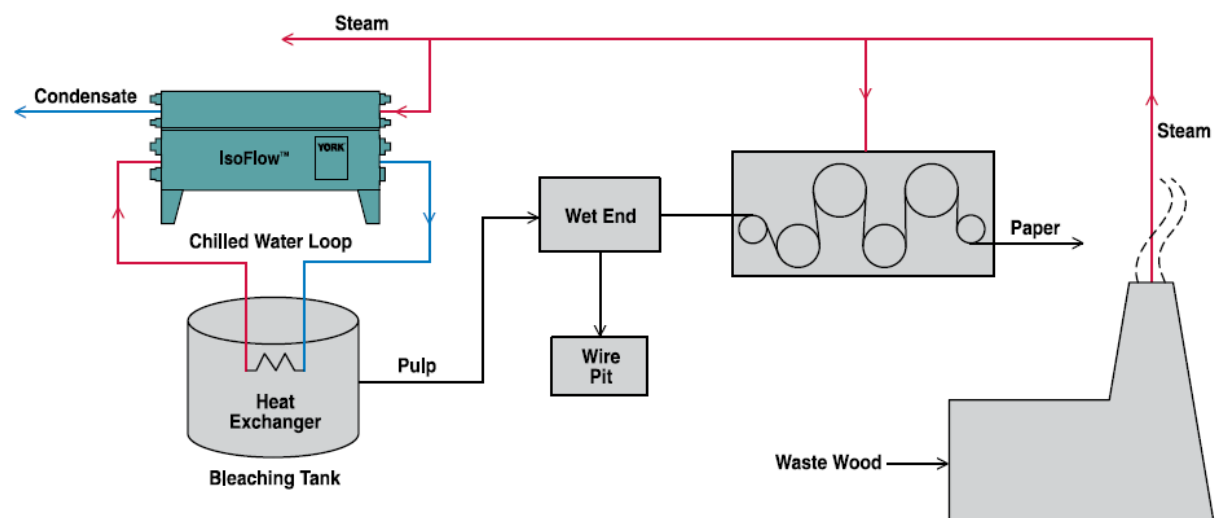 Steam
Condensate
YORK
IsoFlow™
Steam
Wet End
Chilled Water Loop
Paper
Wire
Pit
Pulp
Heat
Exchanger
Waste Wood
Bleaching Tank